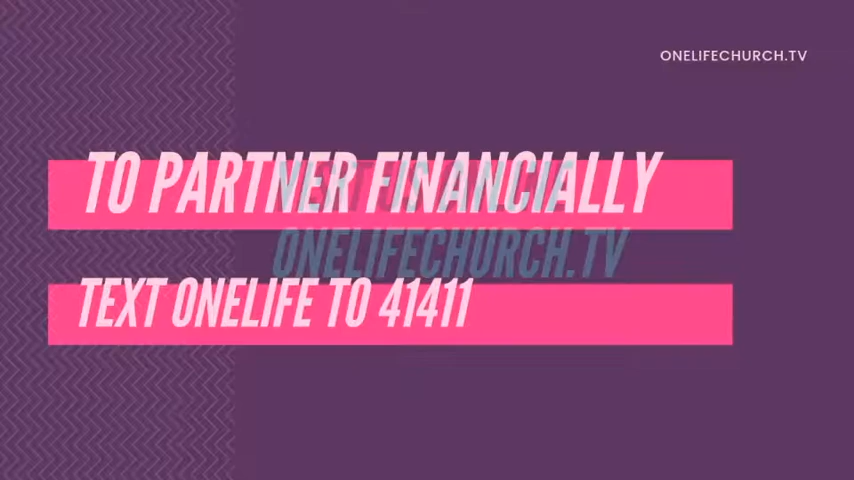 ONELIFECHURCH.TV
TO PARTNER FINANCIALLY
ONELIFECHURCH.TV
TEXT ONELIFE TO 41411